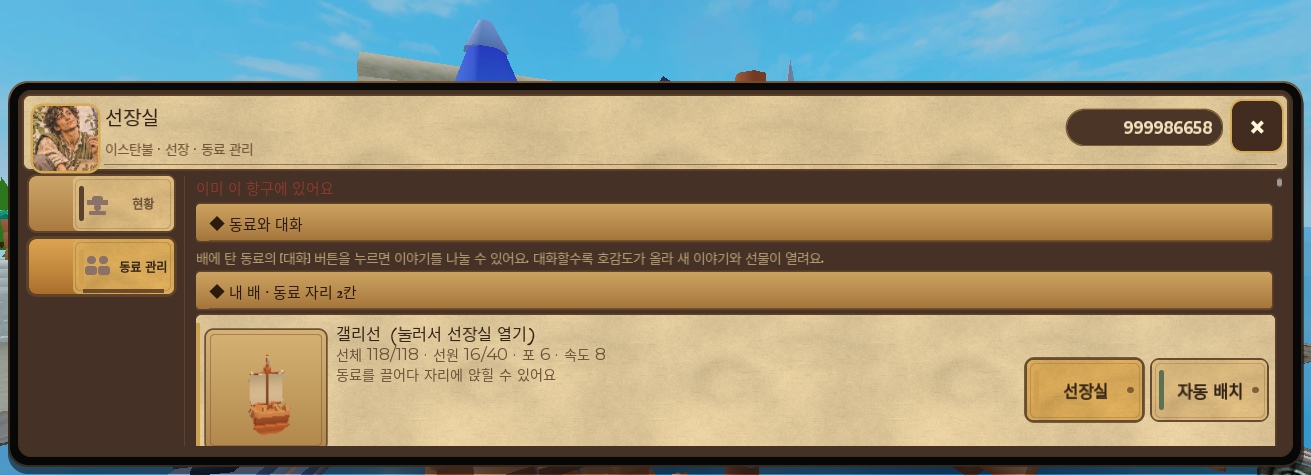 선장실
이스탄불 · 선장 · 동료 관리
999986658
×
현황
동료 관리
이미 이 항구에 있어요
◆ 동료와 대화
배에 탄 동료의 [대화] 버튼을 누르면 이야기를 나눌 수 있어요. 대화할수록 호감도가 올라 새 이야기와 선물이 열려요.
◆ 내 배 · 동료 자리 2칸
갤리선 (눌러서 선장실 열기)
선체 118/118 · 선원 16/40 · 포 6 · 속도 8
동료를 끌어다 자리에 앉힐 수 있어요
선장실
자동 배치